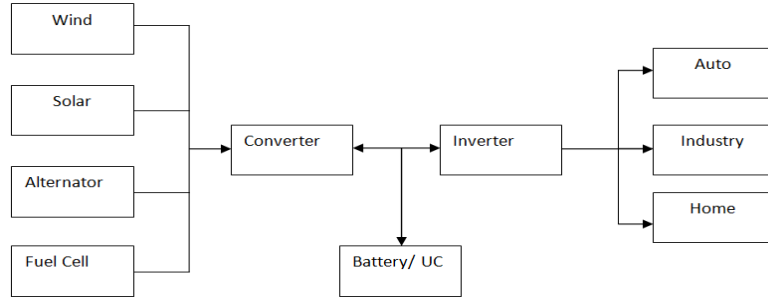 Wind
Solar
Alternator
Fuel Cell
Converter
Inverter
Battery/ UC
Auto
Industry
Home